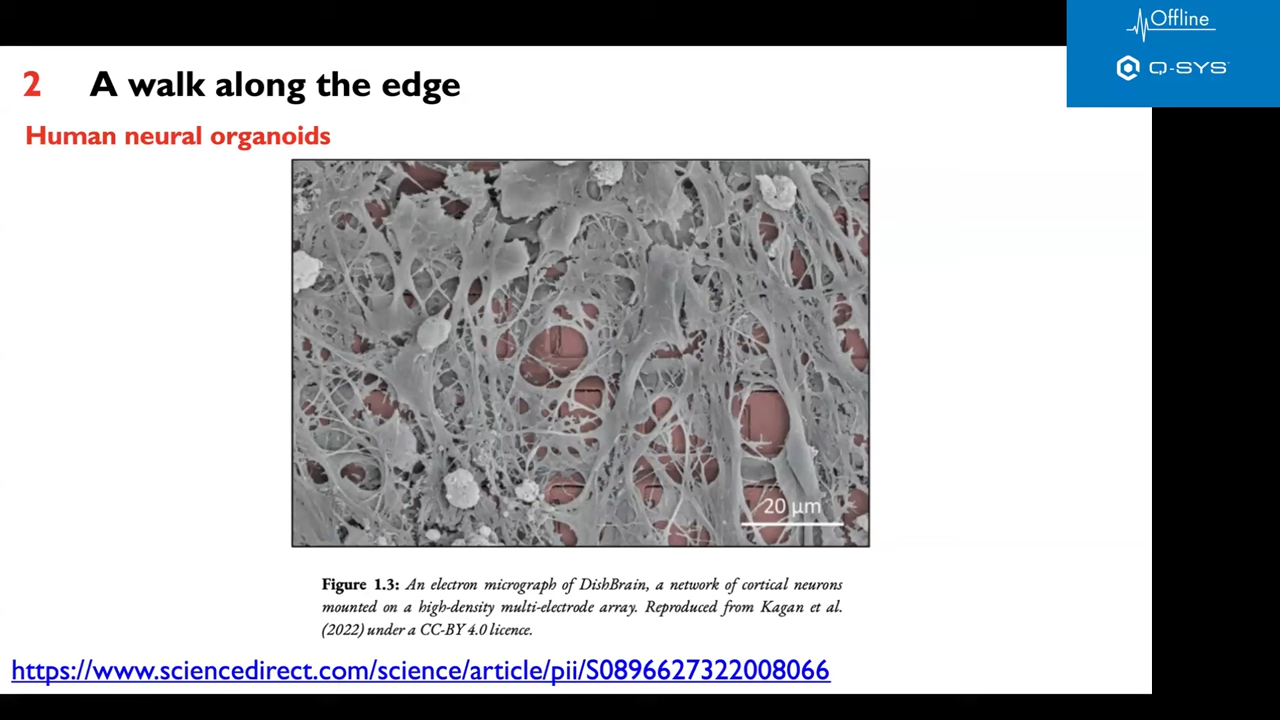 Offline
Q-SYS
2 A walk along the edge
Human neural organoids
20 µm
Figure 1.3: An electron micrograph of DishBrain, a network of cortical neurons
mounted on a high-density multi-electrode array. Reproduced from Kagan et al.
(2022) under a CC-BY 4.0 licence.
https://www.sciencedirect.com/science/article/pii/S0896627322008066